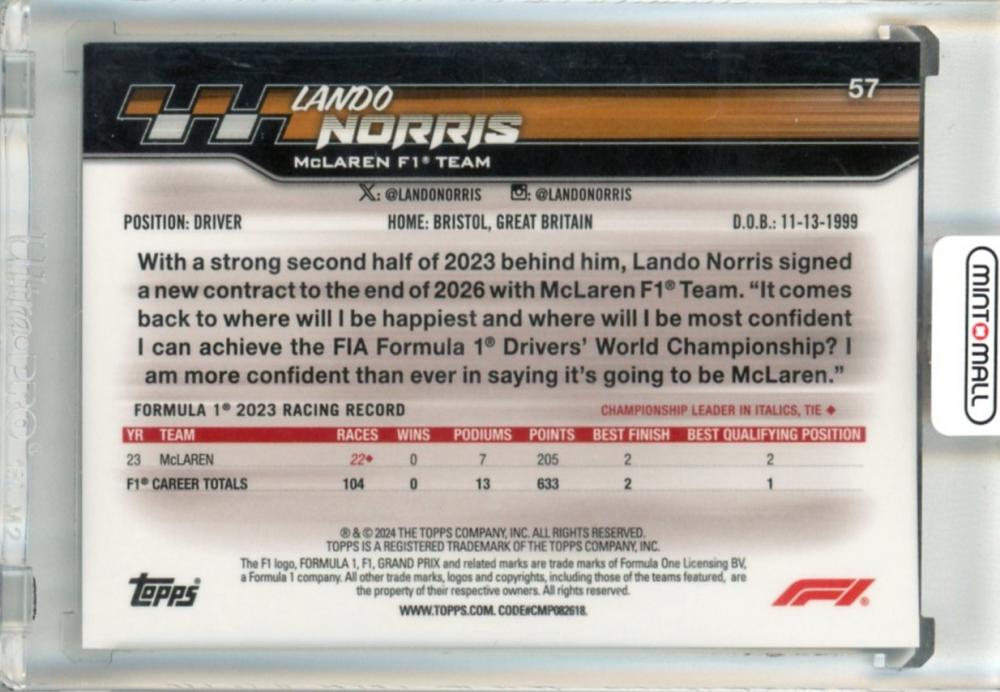 57
LANDO
NORRIS
McLAREN F1® TEAM
X: @LANDONORRIS : @LANDONORRIS
POSITION: DRIVER HOME: BRISTOL, GREAT BRITAIN D.O.B.: 11-13-1999
With a strong second half of 2023 behind him, Lando Norris signed
a new contract to the end of 2026 with McLaren F1® Team. “It comes
back to where will I be happiest and where will I be most confident
I can achieve the FIA Formula 1® Drivers’ World Championship? I
am more confident than ever in saying it’s going to be McLaren.”
FORMULA 1® 2023 RACING RECORD CHAMPIONSHIP LEADER IN ITALICS, TIE ♦
YR TEAM RACES WINS PODIUMS POINTS BEST FINISH BEST QUALIFYING POSITION
23 McLAREN 22♦ 0 7 205 2 2
F1® CAREER TOTALS 104 0 13 633 2 1
® & © 2024 THE TOPPS COMPANY, INC. ALL RIGHTS RESERVED.
TOPPS IS A REGISTERED TRADEMARK OF THE TOPPS COMPANY, INC.
The F1 logo, FORMULA 1, F1, GRAND PRIX and related marks are trade marks of Formula One Licensing BV,
a Formula 1 company. All other trade marks, logos and copyrights, including those of the teams featured, are
the property of their respective owners. All rights reserved.
WWW.TOPPS.COM. CODE#CMP082618.
Topps
F1®
MINTOMALL